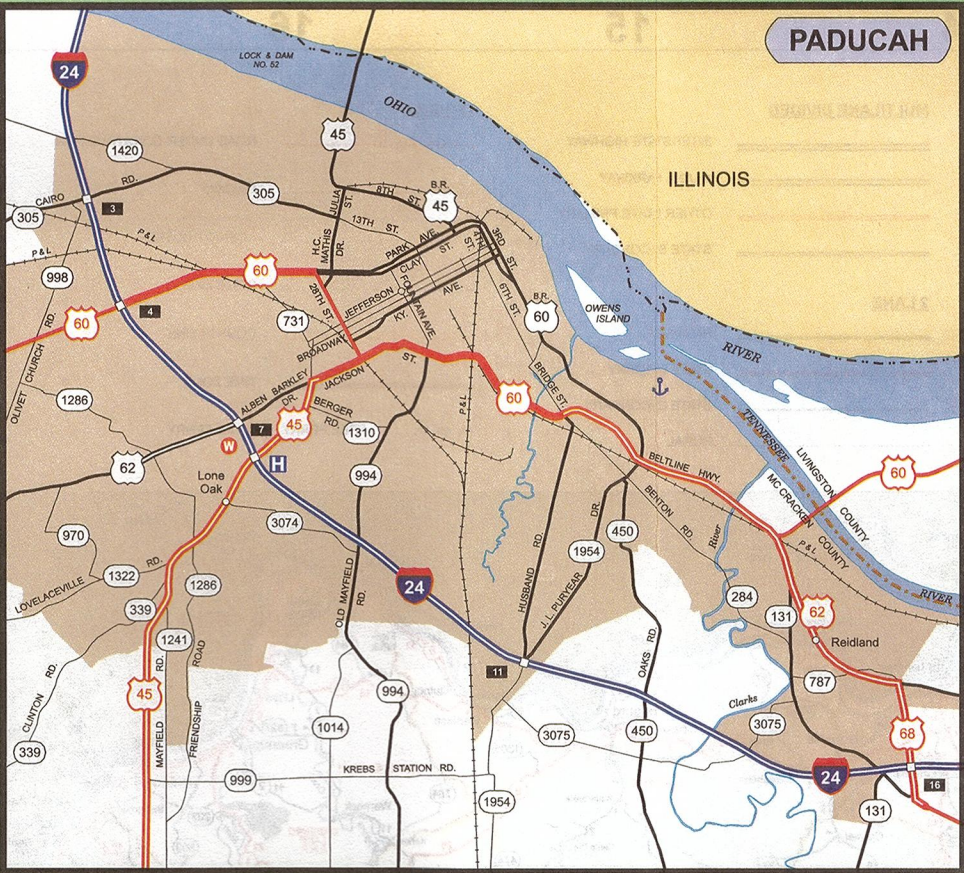 PADUCAH
24
LOCK & DAM
NO. 52
OHIO
45
ILLINOIS
1420
CAIRO
RD.
305
305
3
8TH
ST.
B.R.
45
JULIA
ST.
13TH
ST.
H.C.
MATHIS
DR.
PARK
AVE.
CLAY
ST.
4TH
ST.
3RD
ST.
P & L
P & L
998
60
60
4
28TH ST.
731
JEFFERSON
FOUNTAIN AVE.
KY.
AVE.
6TH ST.
B.R.
60
OWENS
ISLAND
RIVER
OLIVET CHURCH
RD.
BROADWAY
ST.
JACKSON
ALBEN BARKLEY
DR.
1286
P & L
60
BRIDGE ST.
BERGER
RD.
45
1310
7
W
H
62
Lone
Oak
994
BELTLINE HWY.
TENNESSEE
LIVINGSTON
COUNTY
MC CRACKEN
COUNTY
60
BENTON
RD.
970
3074
DR.
450
1954
River
P & L
LOVELACEVILLE
RD.
1322
1286
339
24
HUSBAND
RD.
J. L. PURYEAR
284
131
62
RIVER
Reidland
OLD MAYFIELD
RD.
1241
CLINTON
RD.
45
MAYFIELD
RD.
FRIENDSHIP
ROAD
994
11
OAKS
RD.
787
Clarks
1014
3075
450
3075
68
339
999
KREBS
STATION RD.
1954
24
16
131